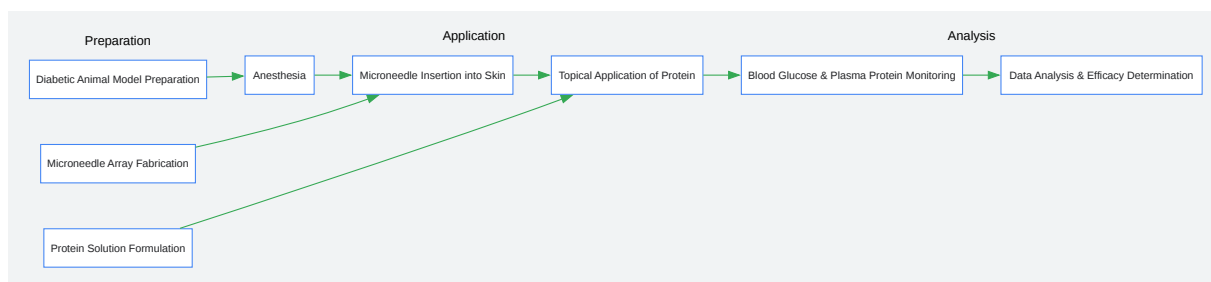 Preparation
Application
Analysis
Diabetic Animal Model Preparation
Anesthesia
Microneedle Insertion into Skin
Topical Application of Protein
Blood Glucose & Plasma Protein Monitoring
Data Analysis & Efficacy Determination
Microneedle Array Fabrication
Protein Solution Formulation